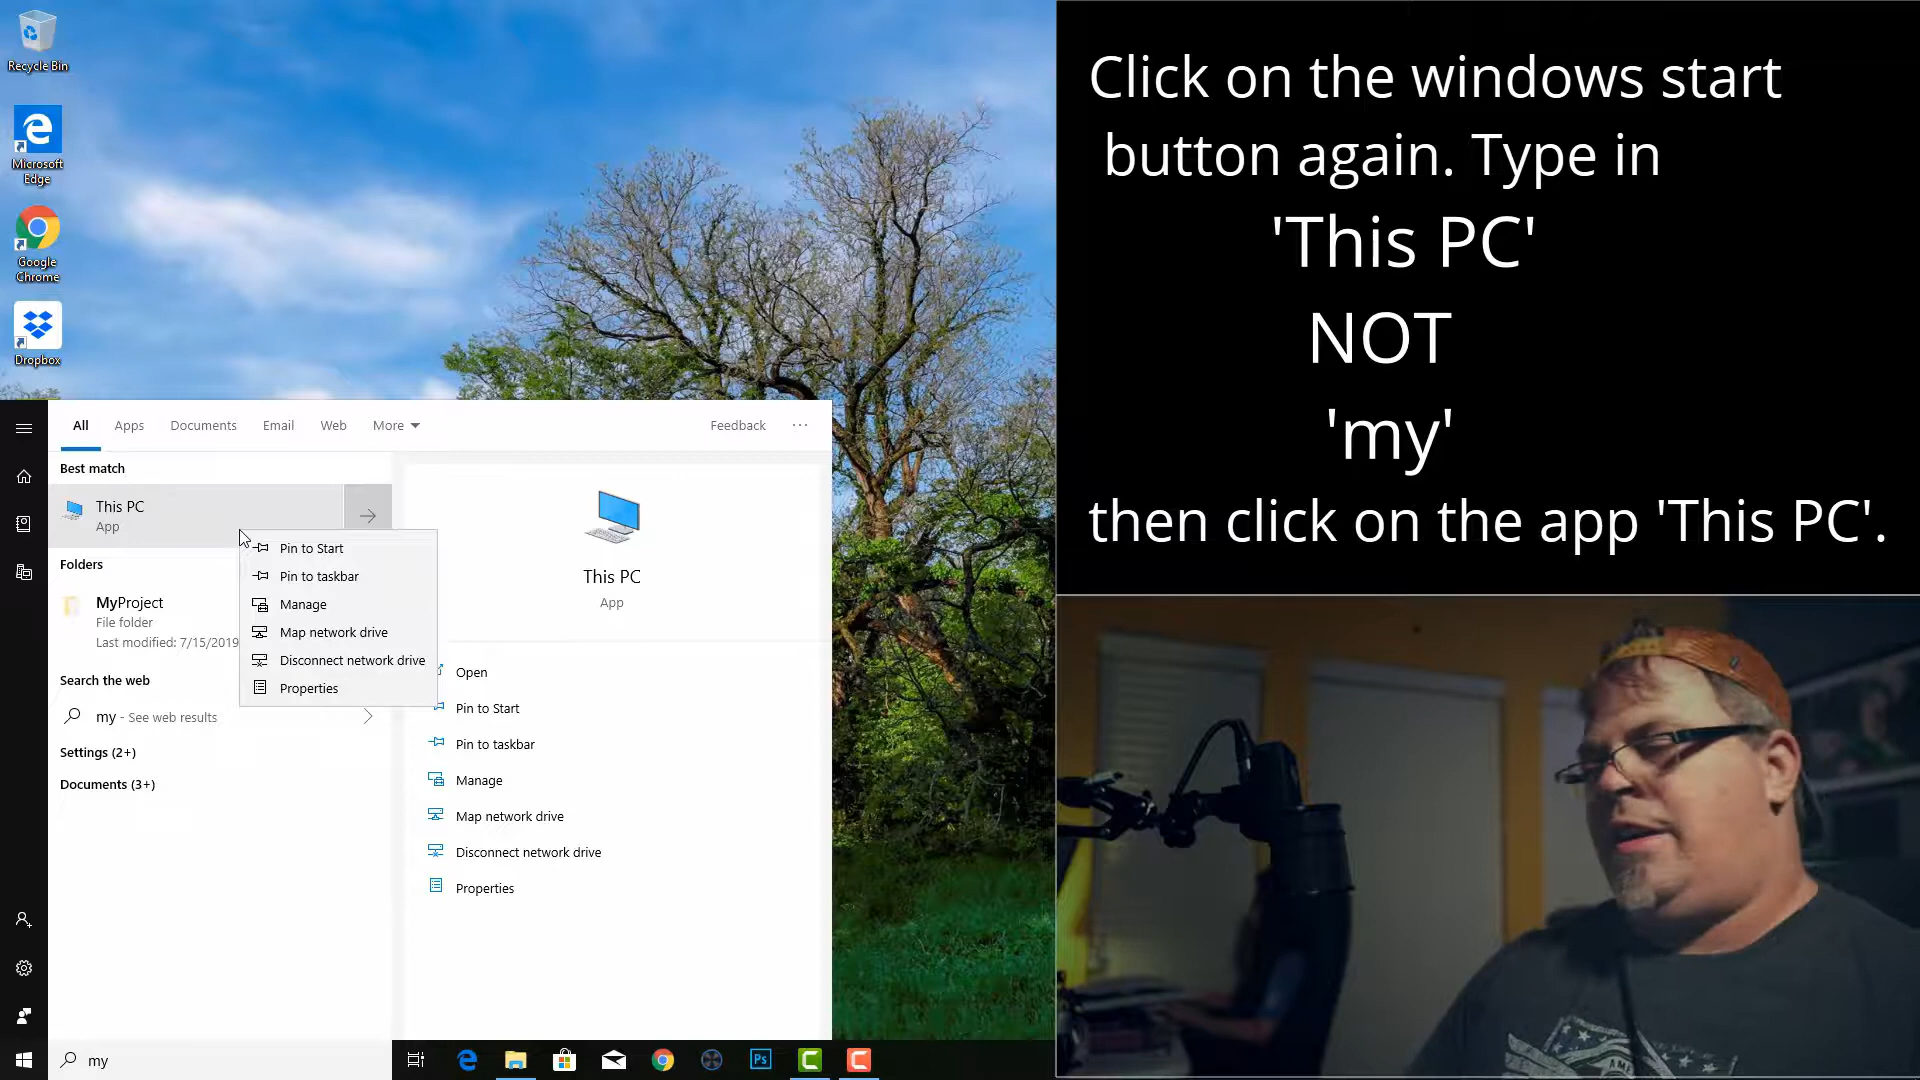 Recycle Bin
Microsoft
Edge
Google
Chrome
Dropbox
All Apps Documents Email Web More Feedback ...
Best match
This PC
App
Folders
MyProject
File folder
Last modified: 7/15/2019
Search the web
my - See web results
Settings (2+)
Documents (3+)
Pin to Start
Pin to taskbar
Manage
Map network drive
Disconnect network drive
Properties
This PC
App
Open
Pin to Start
Pin to taskbar
Manage
Map network drive
Disconnect network drive
Properties
my
Ps
Click on the windows start
button again. Type in
'This PC'
NOT
'my'
then click on the app 'This PC'.